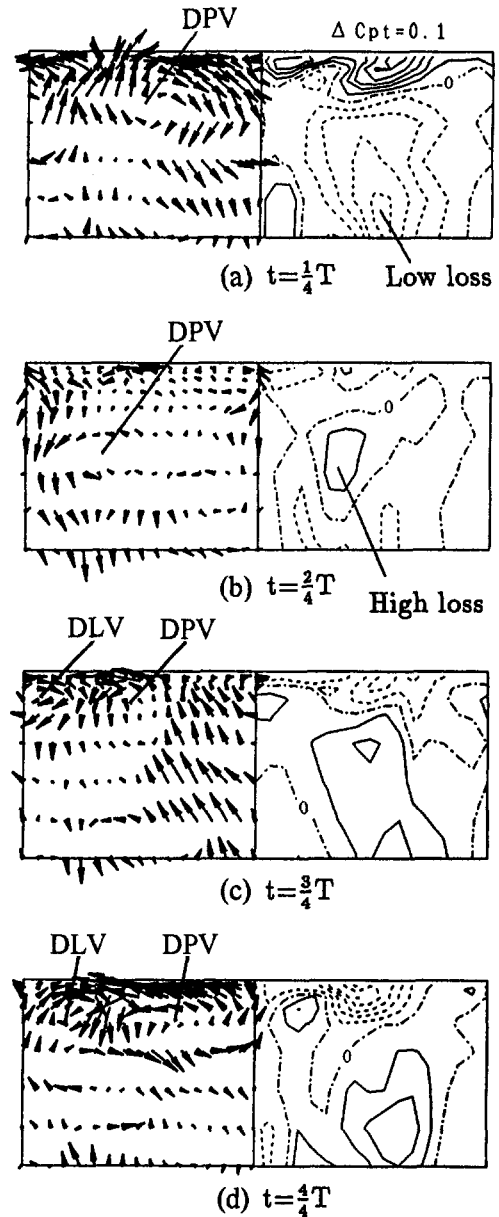 DPV
Δ Cpt=0.1
0
(a) t=1/4T
Low loss
DPV
0
(b) t=2/4T
High loss
DLV
DPV
0
(c) t=3/4T
DLV
DPV
0
(d) t=4/4T